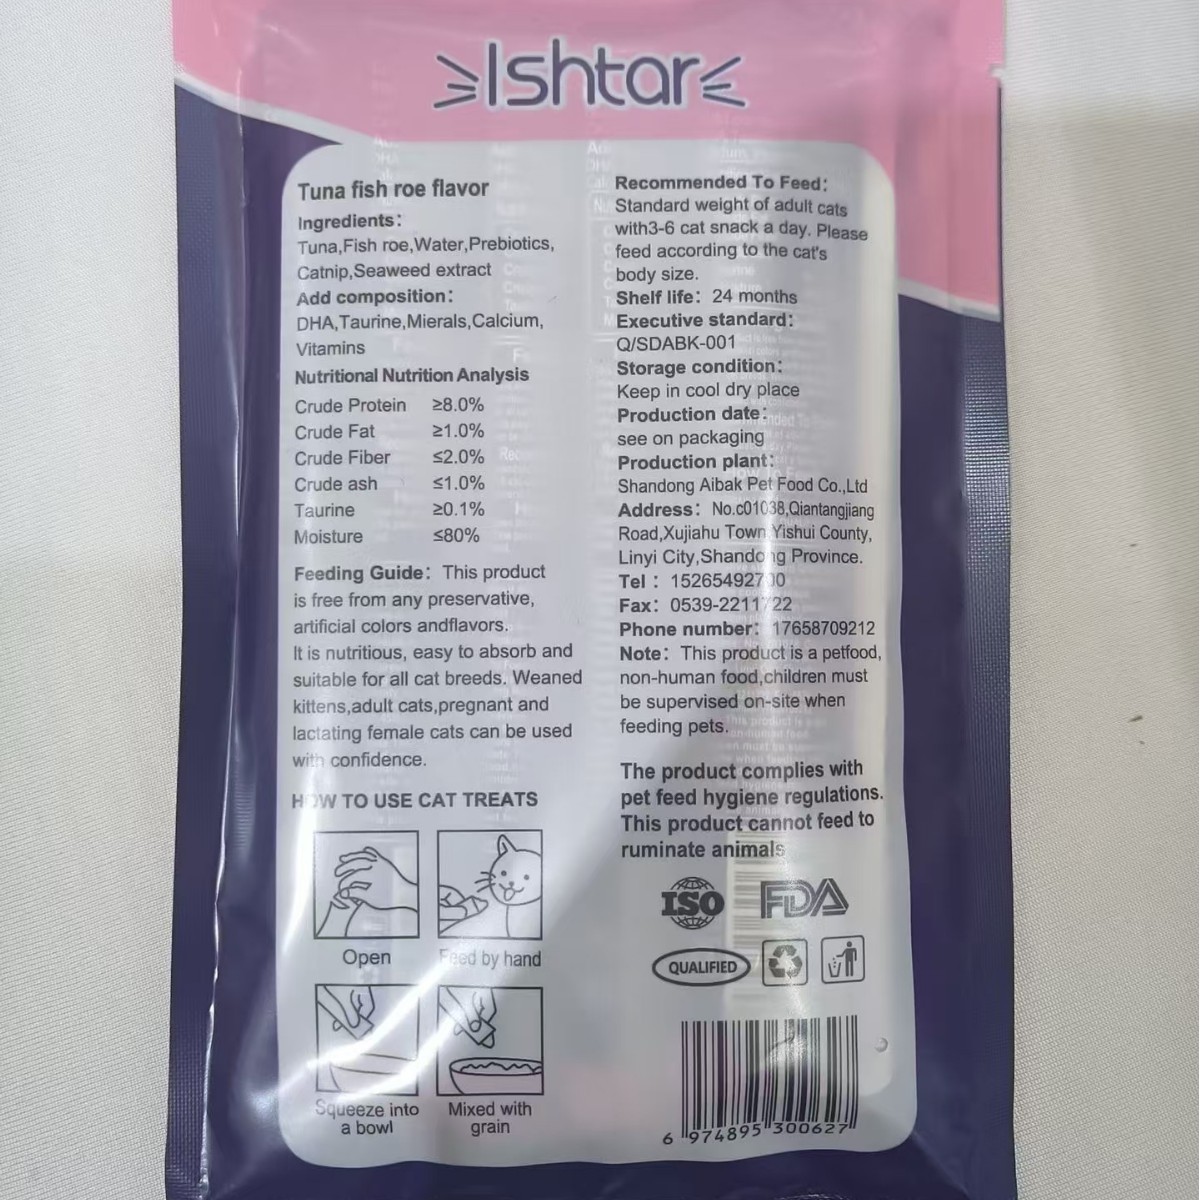 Ishtar
Tuna fish roe flavor
Ingredients:
Tuna,Fish roe,Water,Prebiotics,
Catnip,Seaweed extract
Add composition:
DHA,Taurine,Mierals,Calcium,
Vitamins
Nutritional Nutrition Analysis
Crude Protein ≥8.0%
Crude Fat ≥1.0%
Crude Fiber ≤2.0%
Crude ash ≤1.0%
Taurine ≥0.1%
Moisture ≤80%
Feeding Guide: This product
is free from any preservative,
artificial colors andflavors.
It is nutritious, easy to absorb and
suitable for all cat breeds. Weaned
kittens,adult cats,pregnant and
lactating female cats can be used
with confidence.
HOW TO USE CAT TREATS
Open
Feed by hand
Squeeze into
a bowl
Mixed with
grain
Recommended To Feed:
Standard weight of adult cats
with3-6 cat snack a day. Please
feed according to the cat's
body size.
Shelf life: 24 months
Executive standard:
Q/SDABK-001
Storage condition:
Keep in cool dry place
Production date:
see on packaging
Production plant:
Shandong Aibak Pet Food Co.,Ltd
Address: No.c01038,Qiantangjiang
Road,Xujiahu Town Yishui County,
Linyi City,Shandong Province.
Tel : 
Fax: 0539-2211722
Phone number: 17658709212
Note: This product is a petfood,
non-human food,children must
be supervised on-site when
feeding pets.
The product complies with
pet feed hygiene regulations.
This product cannot feed to
ruminate animals
ISO
FDA
QUALIFIED
6 974895 300627